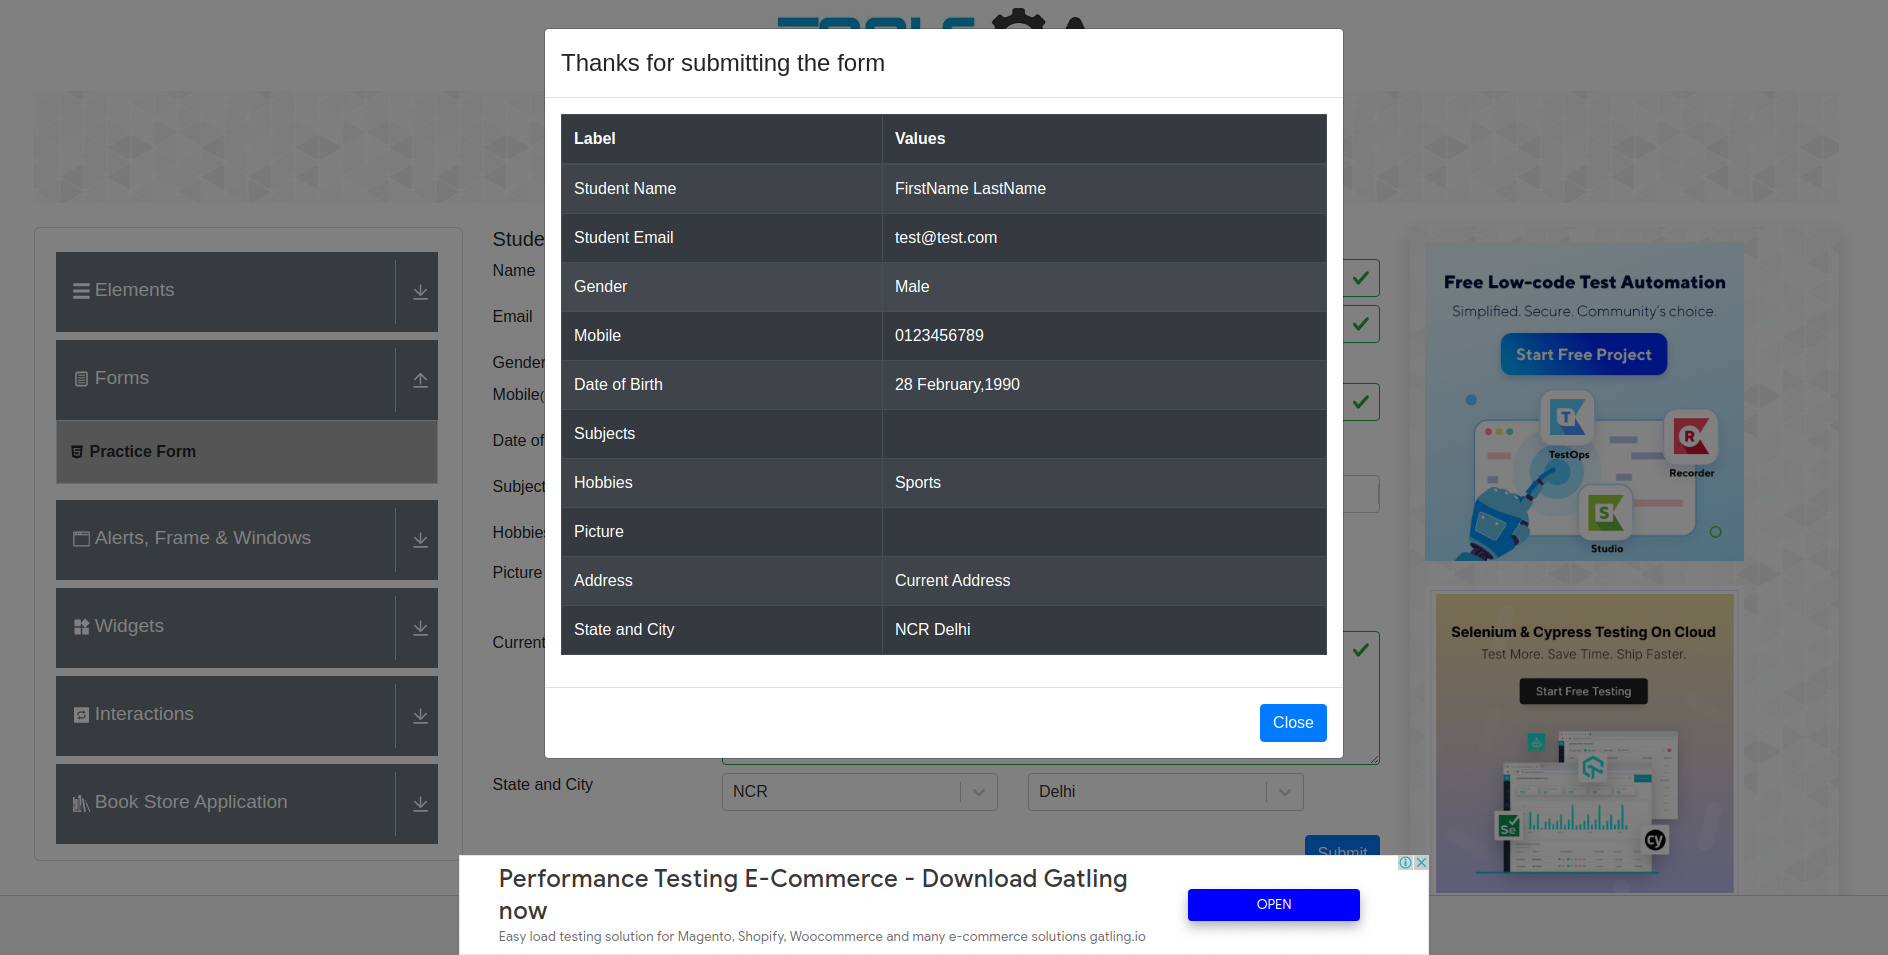 Thanks for submitting the form
Label Values
Student Name FirstName LastName
Student Email test@test.com
Gender Male
Mobile 0123456789
Date of Birth 28 February,1990
Subjects
Hobbies Sports
Picture
Address Current Address
State and City NCR Delhi
Close
Elements
Forms
Practice Form
Alerts, Frame & Windows
Widgets
Interactions
Book Store Application
Name
Email
Gender
Mobile(
Date of
Picture
Current
State and City NCR Delhi
Submit
Free Low-code Test Automation
Simplified. Secure. Community's choice.
Start Free Project
T
TestOps
R
Recorder
S
Studio
Selenium & Cypress Testing On Cloud
Test More. Save Time. Ship Faster.
Start Free Testing
Se
cy
Performance Testing E-Commerce - Download Gatling
now
Easy load testing solution for Magento, Shopify, Woocommerce and many e-commerce solutions gatling.io
OPEN